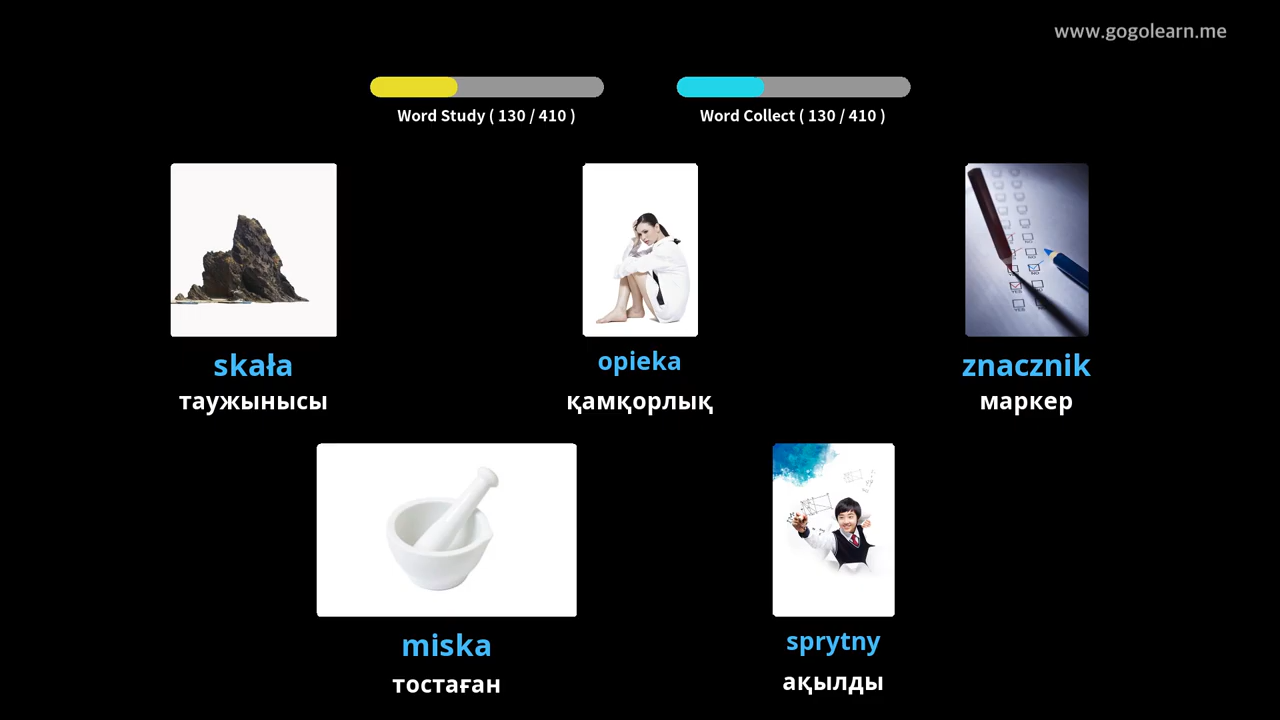 www.gogolearn.me
Word Study ( 130 / 410 )
Word Collect ( 130 / 410 )
skała
таужынысы
opieka
қамқорлық
znacznik
маркер
miska
тостаған
sprytny
ақылды